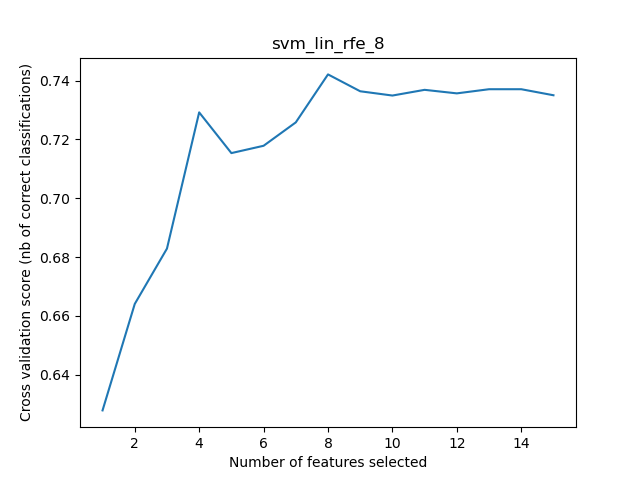 svm_lin_rfe_8
Cross validation score (nb of correct classifications)
0.74
0.72
0.70
0.68
0.66
0.64
2 4 6 8 10 12 14
Number of features selected